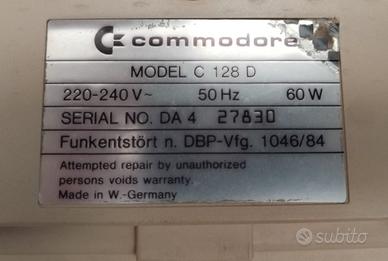 commodore
MODEL C 128 D
220-240 V~ 50 Hz 60 W
SERIAL NO. DA 4 27830
Funkentstört n. DBP-Vfg. 1046/84
Attempted repair by unauthorized
persons voids warranty.
Made in W.-Germany
subito